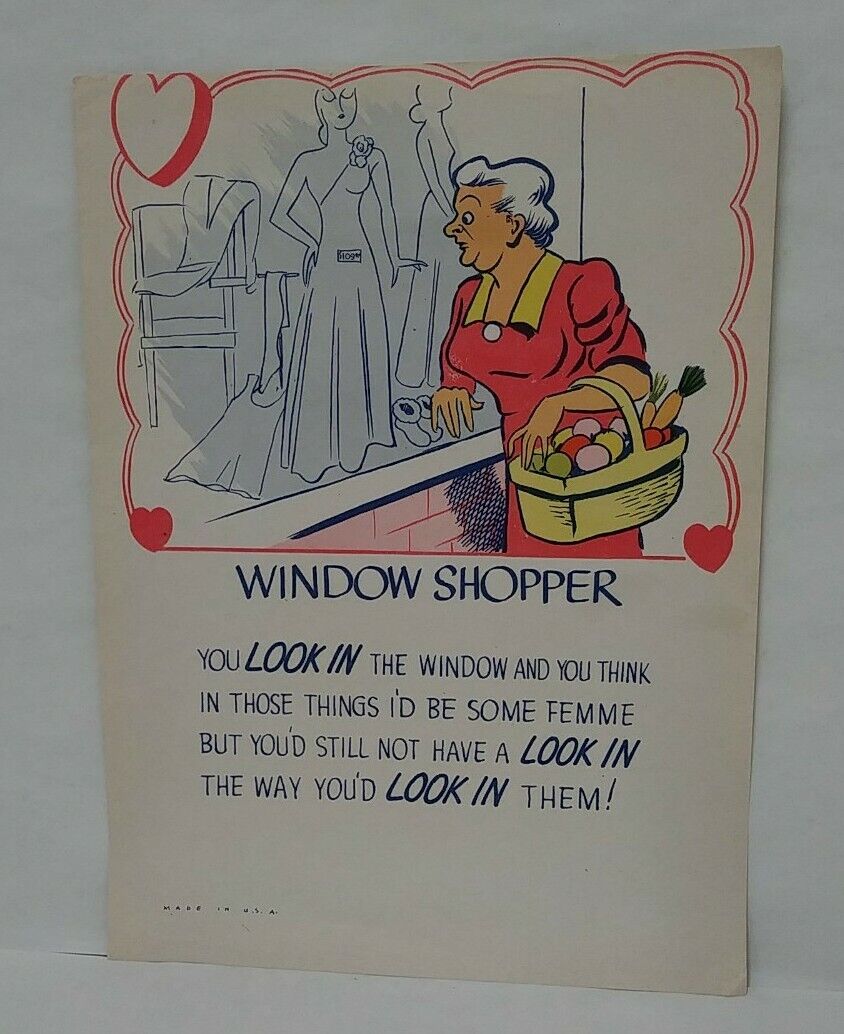 $109.00
WINDOW SHOPPER
YOU LOOK IN THE WINDOW AND YOU THINK
IN THOSE THINGS I'D BE SOME FEMME
BUT YOU'D STILL NOT HAVE A LOOK IN
THE WAY YOU'D LOOK IN THEM!
MADE IN U.S.A.